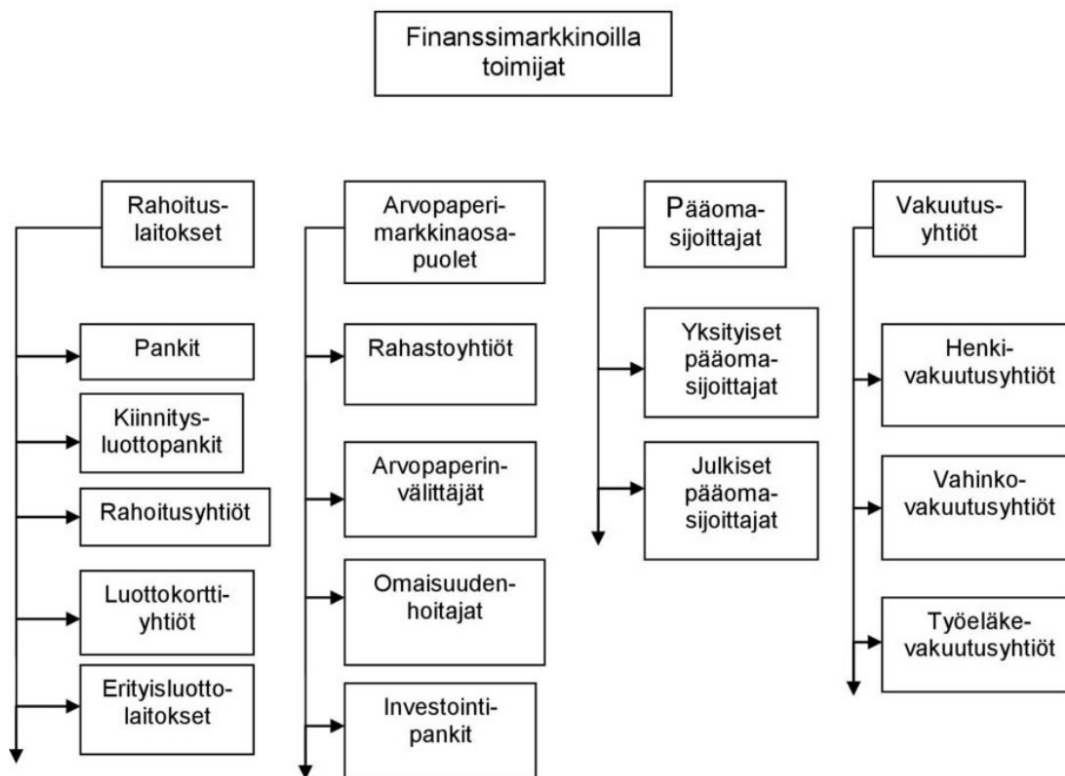 Finanssimarkkinoilla
toimijat
Rahoitus-
laitokset
Pankit
Kiinnitys-
luottopankit
Rahoitusyhtiöt
Luottokortti-
yhtiöt
Erityisluotto-
laitokset
Arvopaperi-
markkinaosa-
puolet
Rahastoyhtiöt
Arvopaperin-
välittäjät
Omaisuuden-
hoitajat
Investointi-
pankit
Pääoma-
sijoittajat
Yksityiset
pääoma-
sijoittajat
Julkiset
pääoma-
sijoittajat
Vakuutus-
yhtiöt
Henki-
vakuutusyhtiöt
Vahinko-
vakuutusyhtiöt
Työeläke-
vakuutusyhtiöt